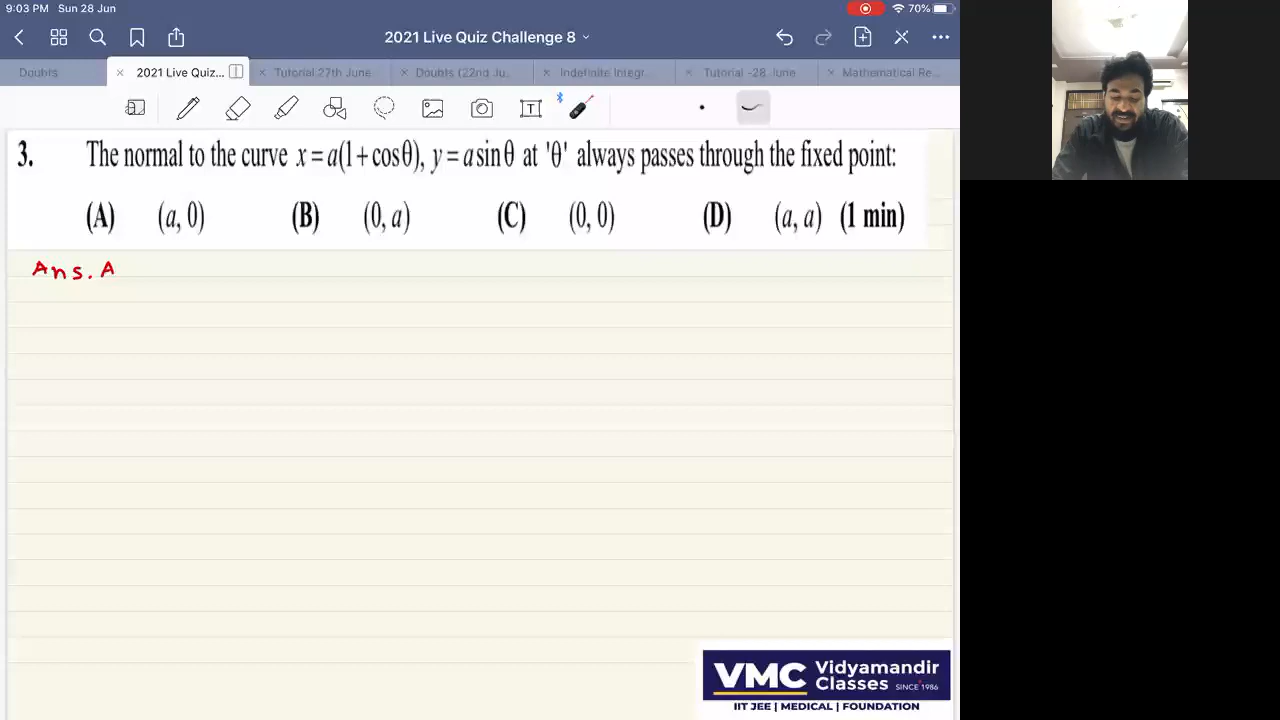 9:03 PM Sun 28 Jun 70%
2021 Live Quiz Challenge 8
Doubts 2021 Live Quiz... Tutorial 27th June Doubts (22nd Ju... Indefinite Integr... Tutorial -28 June Mathematical Re...
3. The normal to the curve x = a(1 + cosθ), y = a sinθ at 'θ' always passes through the fixed point:
(A) (a, 0) (B) (0, a) (C) (0, 0) (D) (a, a) (1 min)
Ans. A
VMC Vidyamandir
Classes SINCE 1986
IIT JEE | MEDICAL | FOUNDATION